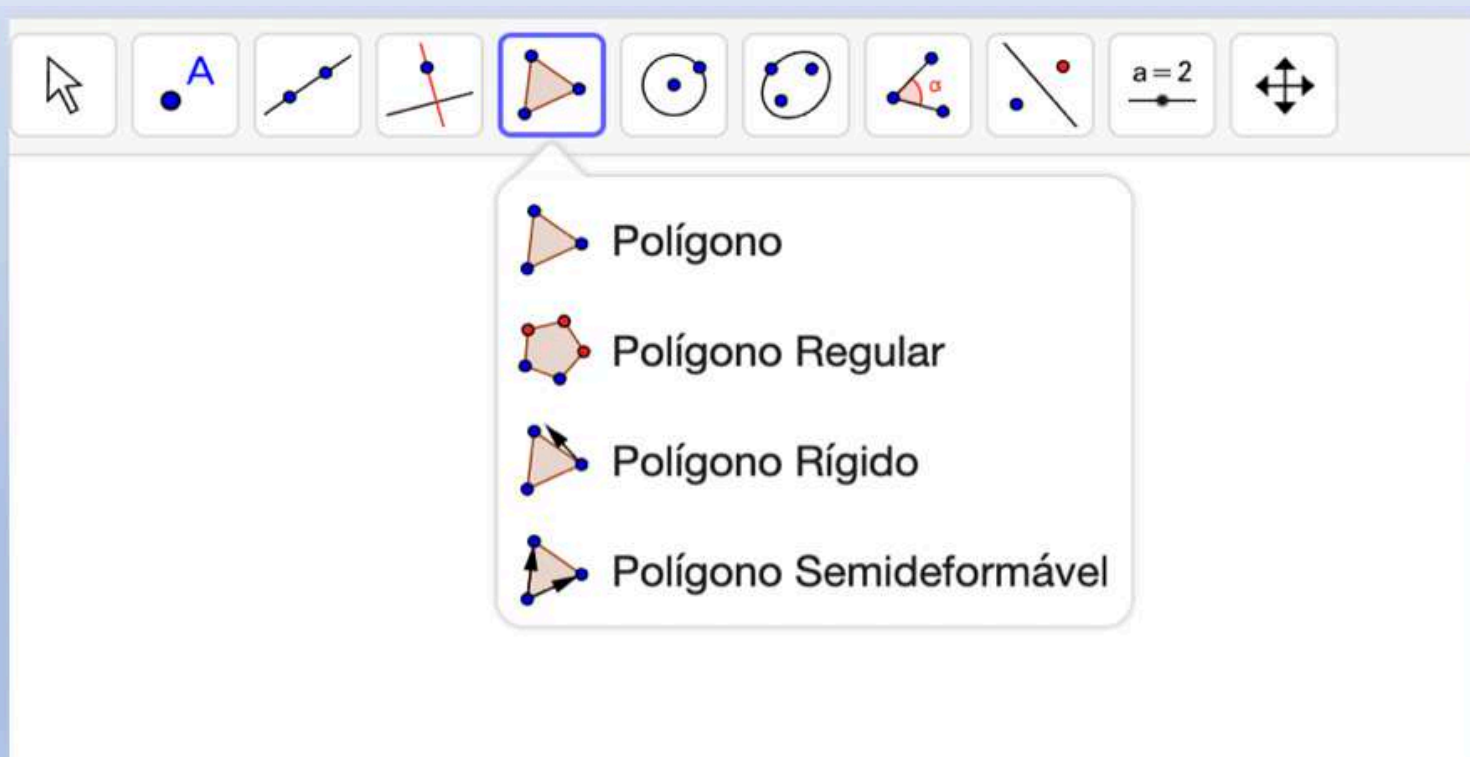 A
α
a = 2
Polígono
Polígono Regular
Polígono Rígido
Polígono Semideformável